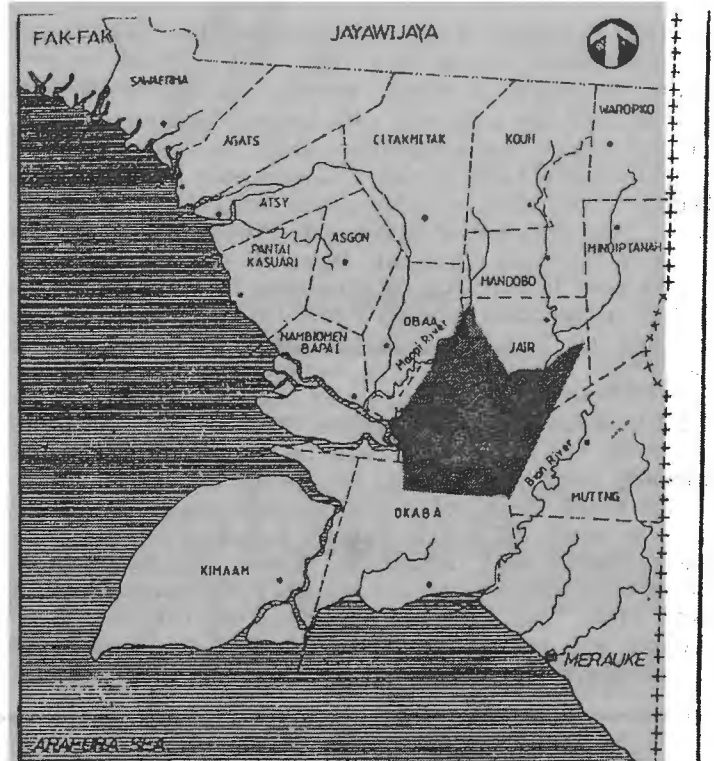 FAK-FAK
JAYAWIJAYA
SAWAERMA
WAROPKO
AGATS
CITAKMITAK
KOUH
ATSY
PANTAI
KASUARI
ASGON
MINDIPTANAH
MANDOBO
OBAA
Mappi River
JAIR
NAMBIOMEN
BAPAI
Bian River
MUTENG
OKABA
KIMAAM
MERAUKE
ARAFURA SEA